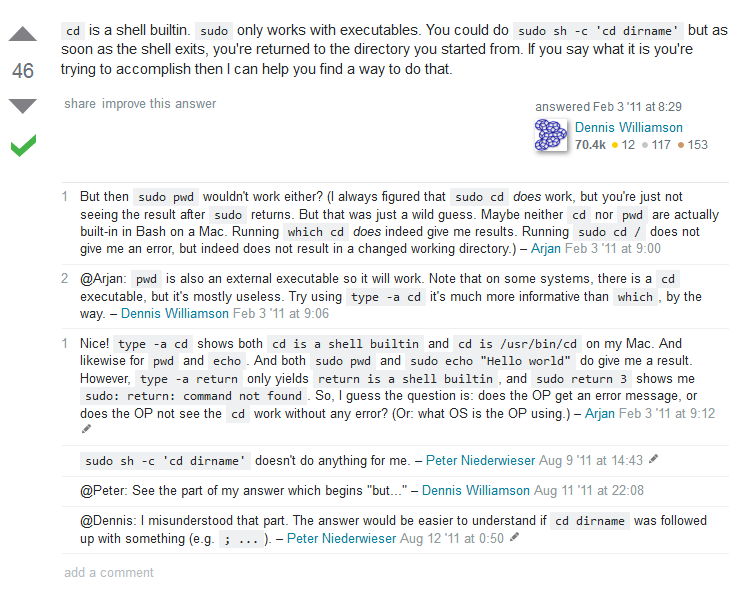 cd is a shell builtin. sudo only works with executables. You could do sudo sh -c 'cd dirname' but as
soon as the shell exits, you're returned to the directory you started from. If you say what it is you're
46
trying to accomplish then I can help you find a way to do that.
share improve this answer
answered Feb 3 '11 at 8:29
Dennis Williamson
70.4k 12 117 153
1 But then sudo pwd wouldn't work either? (I always figured that sudo cd does work, but you're just not
seeing the result after sudo returns. But that was just a wild guess. Maybe neither cd nor pwd are actually
built-in in Bash on a Mac. Running which cd does indeed give me results. Running sudo cd / does not
give me an error, but indeed does not result in a changed working directory.) – Arjan Feb 3 '11 at 9:00
2 @Arjan: pwd is also an external executable so it will work. Note that on some systems, there is a cd
executable, but it's mostly useless. Try using type -a cd it's much more informative than which , by the
way. – Dennis Williamson Feb 3 '11 at 9:06
1 Nice! type -a cd shows both cd is a shell builtin and cd is /usr/bin/cd on my Mac. And
likewise for pwd and echo . And both sudo pwd and sudo echo "Hello world" do give me a result.
However, type -a return only yields return is a shell builtin , and sudo return 3 shows me
sudo: return: command not found . So, I guess the question is: does the OP get an error message, or
does the OP not see the cd work without any error? (Or: what OS is the OP using.) – Arjan Feb 3 '11 at 9:12
sudo sh -c 'cd dirname' doesn't do anything for me. – Peter Niederwieser Aug 9 '11 at 14:43
@Peter: See the part of my answer which begins "but..." – Dennis Williamson Aug 11 '11 at 22:08
@Dennis: I misunderstood that part. The answer would be easier to understand if cd dirname was followed
up with something (e.g. ; ... ). – Peter Niederwieser Aug 12 '11 at 0:50
add a comment